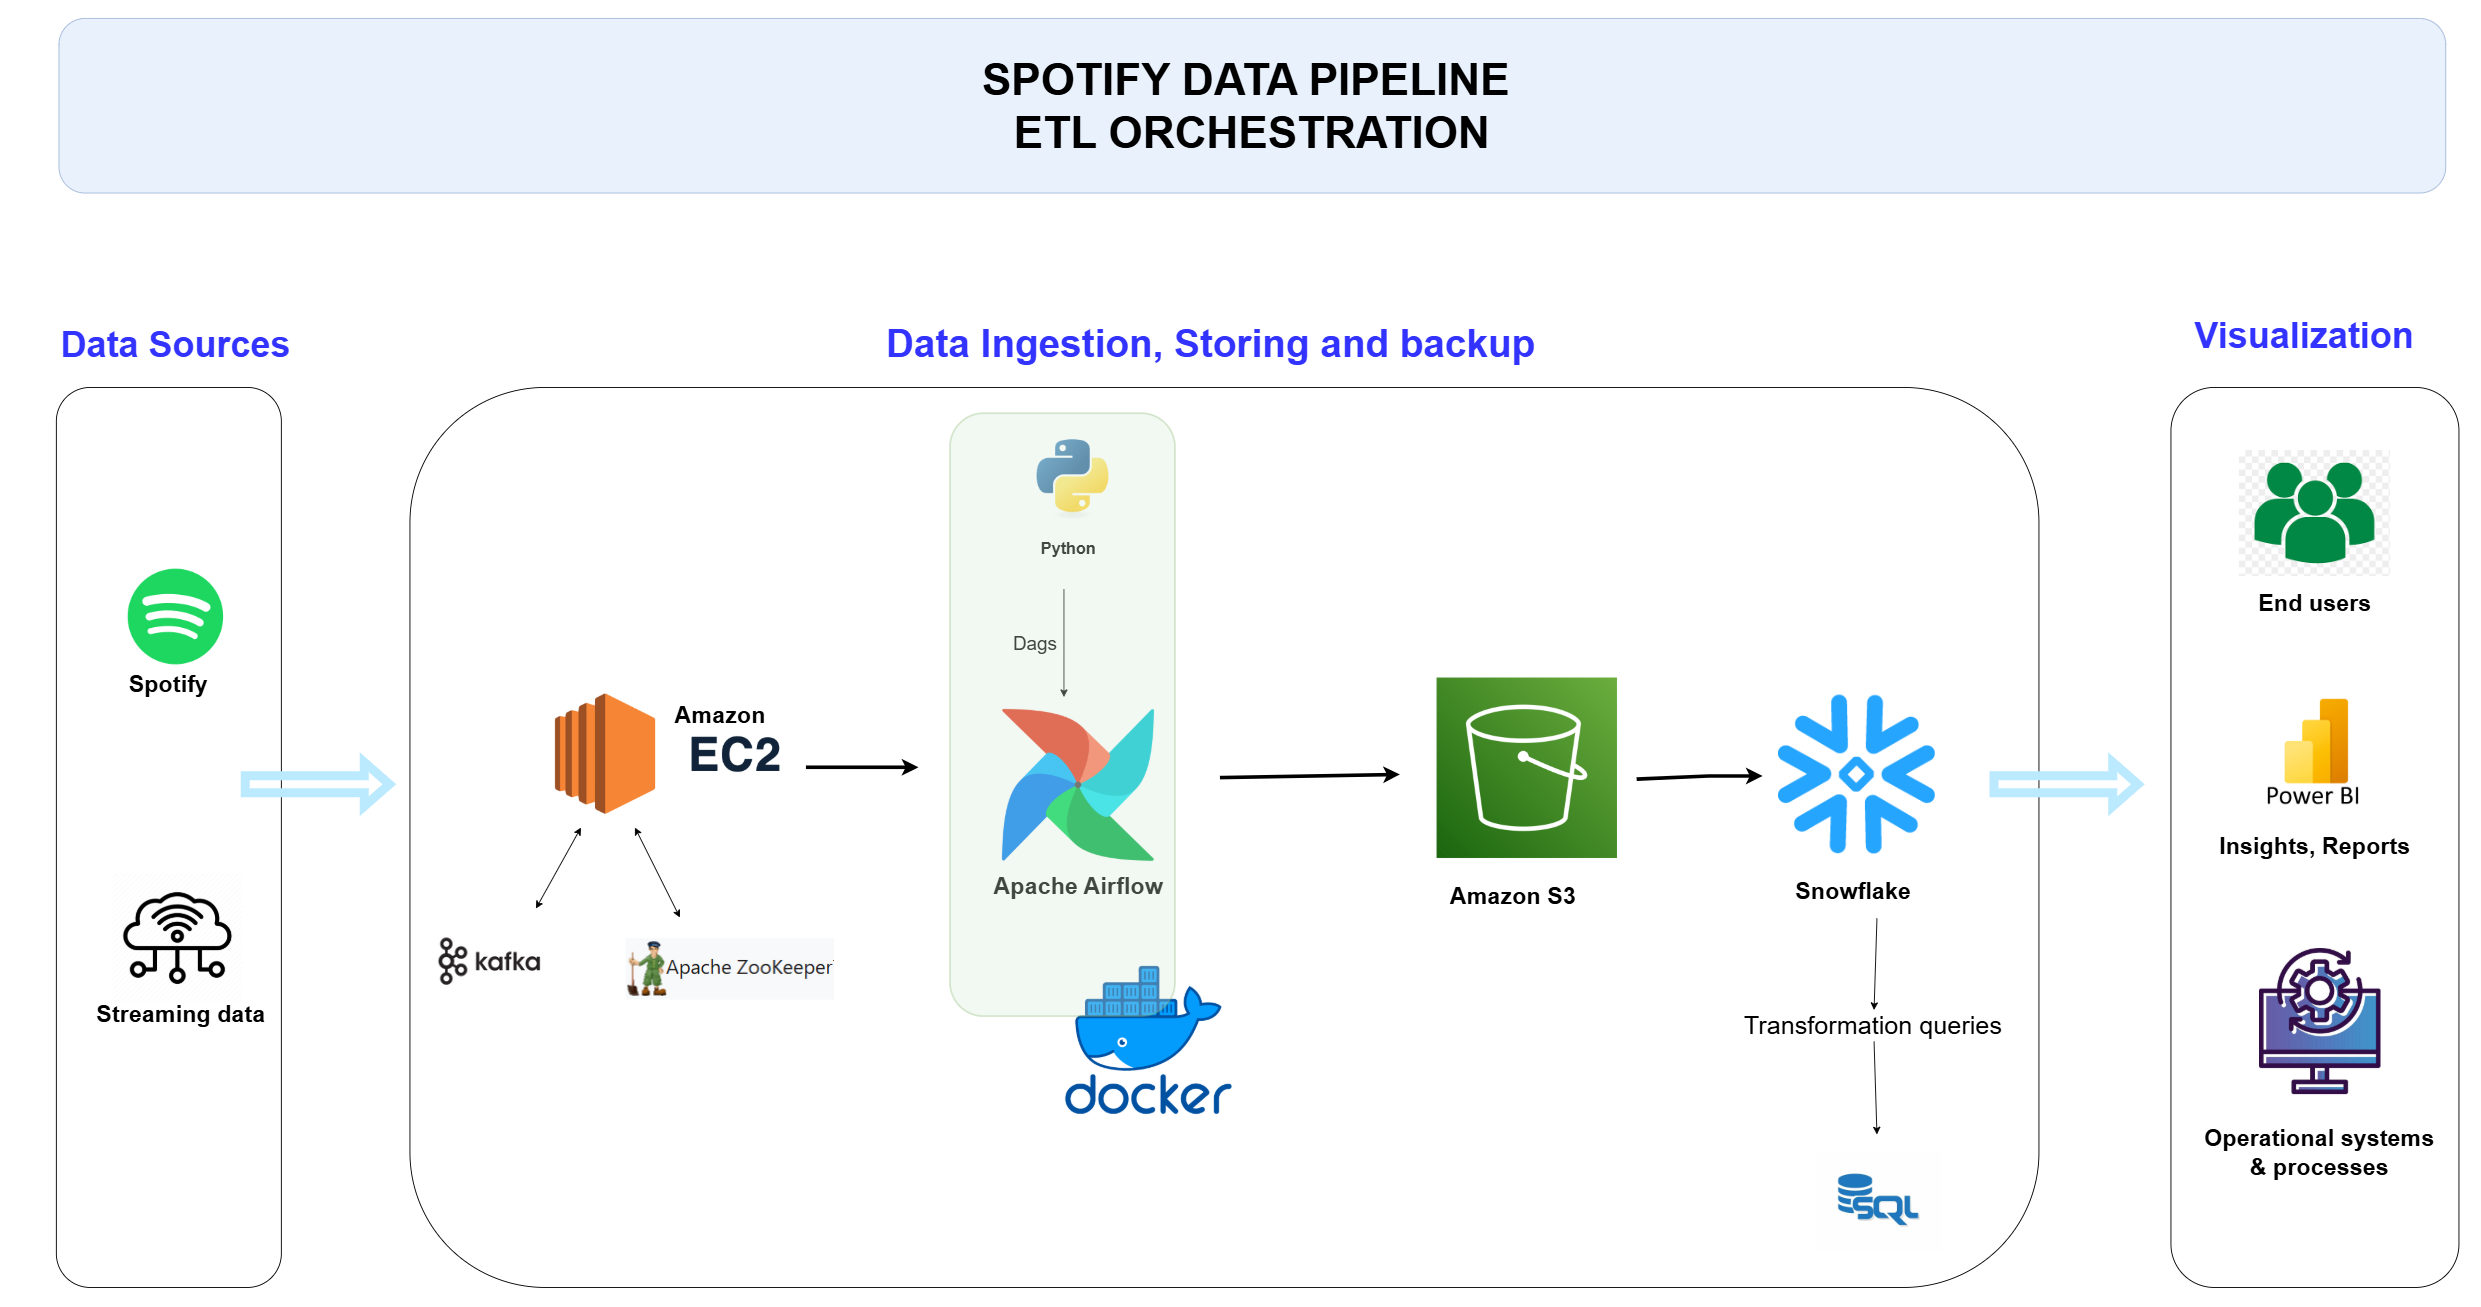 SPOTIFY DATA PIPELINE
ETL ORCHESTRATION
Data Sources
Data Ingestion, Storing and backup
Visualization
Spotify
Streaming data
Amazon
EC2
kafka
Apache ZooKeeper
Python
Dags
Apache Airflow
docker
Amazon S3
Snowflake
Transformation queries
SQL
End users
Power BI
Insights, Reports
Operational systems
& processes